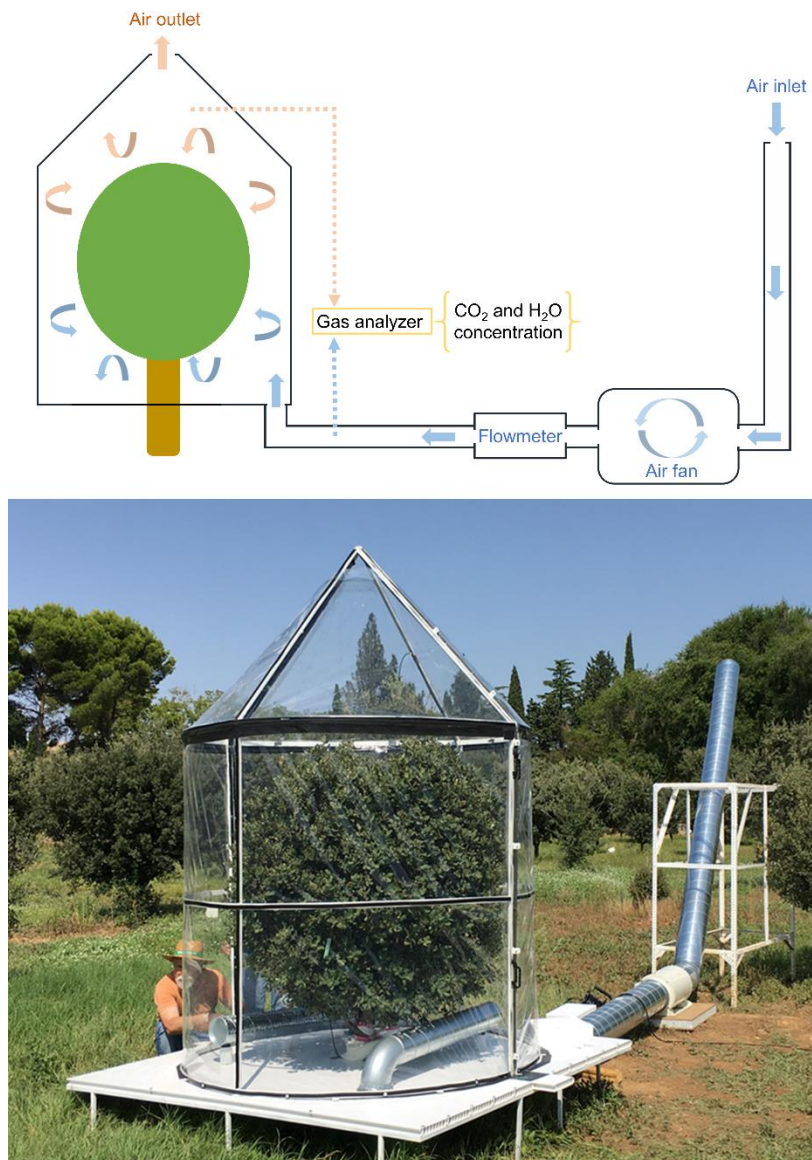 Air outlet
Air inlet
Gas analyzer
CO₂ and H₂O
concentration
Flowmeter
Air fan